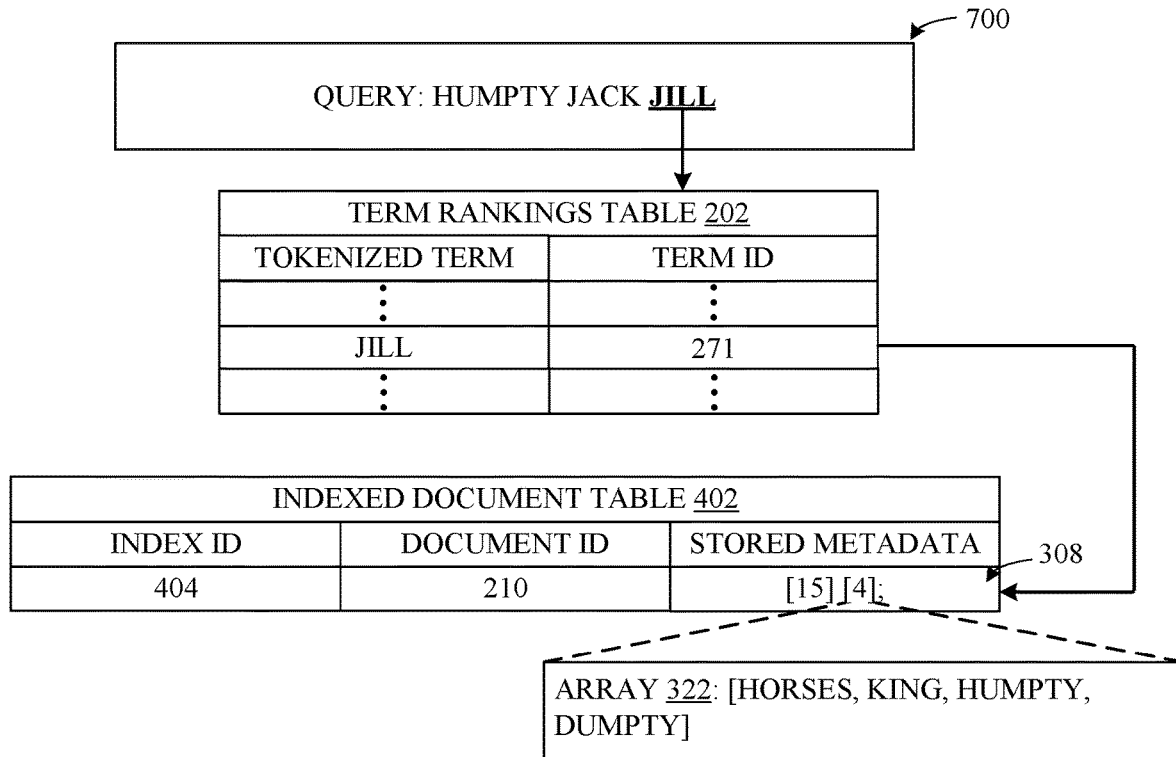 700
QUERY: HUMPTY JACK JILL
TERM RANKINGS TABLE 202
TOKENIZED TERM TERM ID
JILL 271
INDEXED DOCUMENT TABLE 402
INDEX ID DOCUMENT ID STORED METADATA
308
404 210 [15] [4];
ARRAY 322: [HORSES, KING, HUMPTY,
DUMPTY]